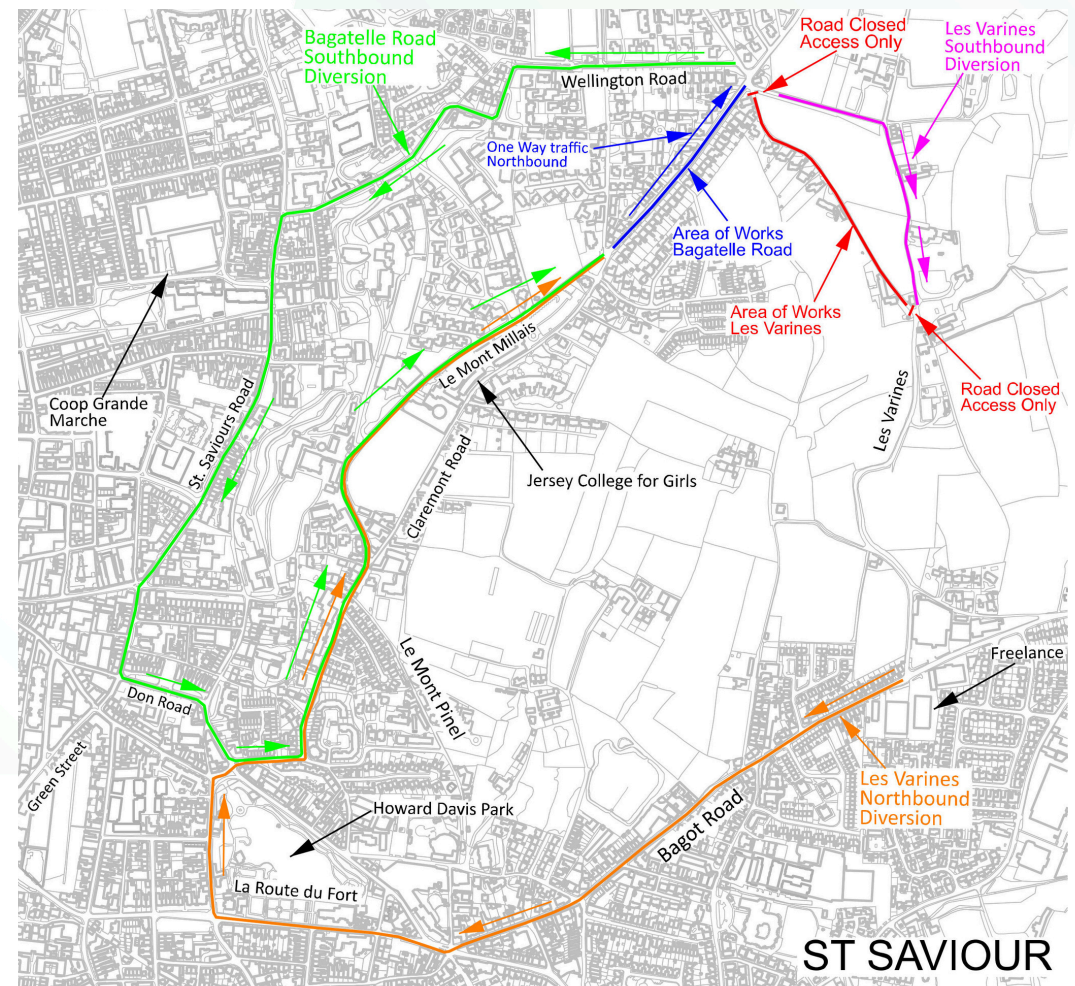 Bagatelle Road
Southbound
Diversion
Wellington Road
Road Closed
Access Only
Les Varines
Southbound
Diversion
One Way traffic
Northbound
Area of Works
Bagatelle Road
Area of Works
Les Varines
Road Closed
Access Only
Coop Grande
Marche
St. Saviours Road
Le Mont Millais
Claremont Road
Jersey College for Girls
Les Varines
Le Mont Pinel
Freelance
Don Road
Green Street
Howard Davis Park
La Route du Fort
Bagot Road
Les Varines
Northbound
Diversion
ST SAVIOUR